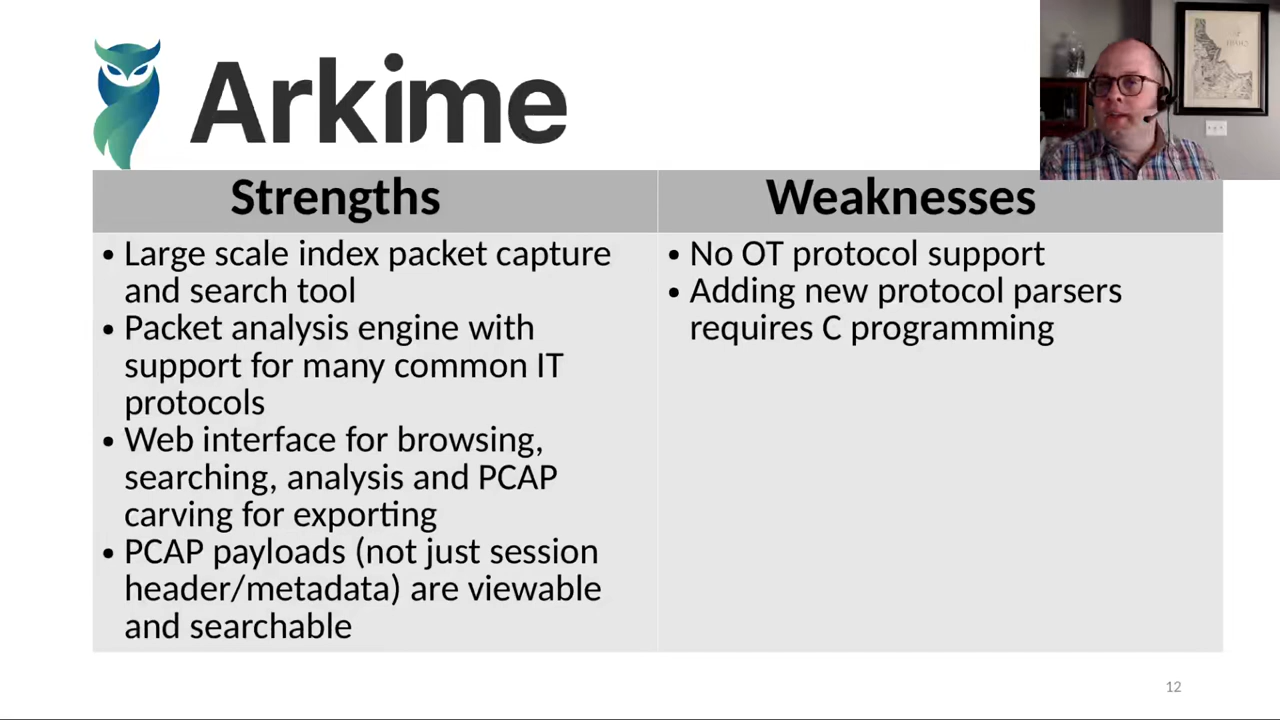 Arkime
Strengths
Weaknesses
• Large scale index packet capture
and search tool
• Packet analysis engine with
support for many common IT
protocols
• Web interface for browsing,
searching, analysis and PCAP
carving for exporting
• PCAP payloads (not just session
header/metadata) are viewable
and searchable
• No OT protocol support
• Adding new protocol parsers
requires C programming
12